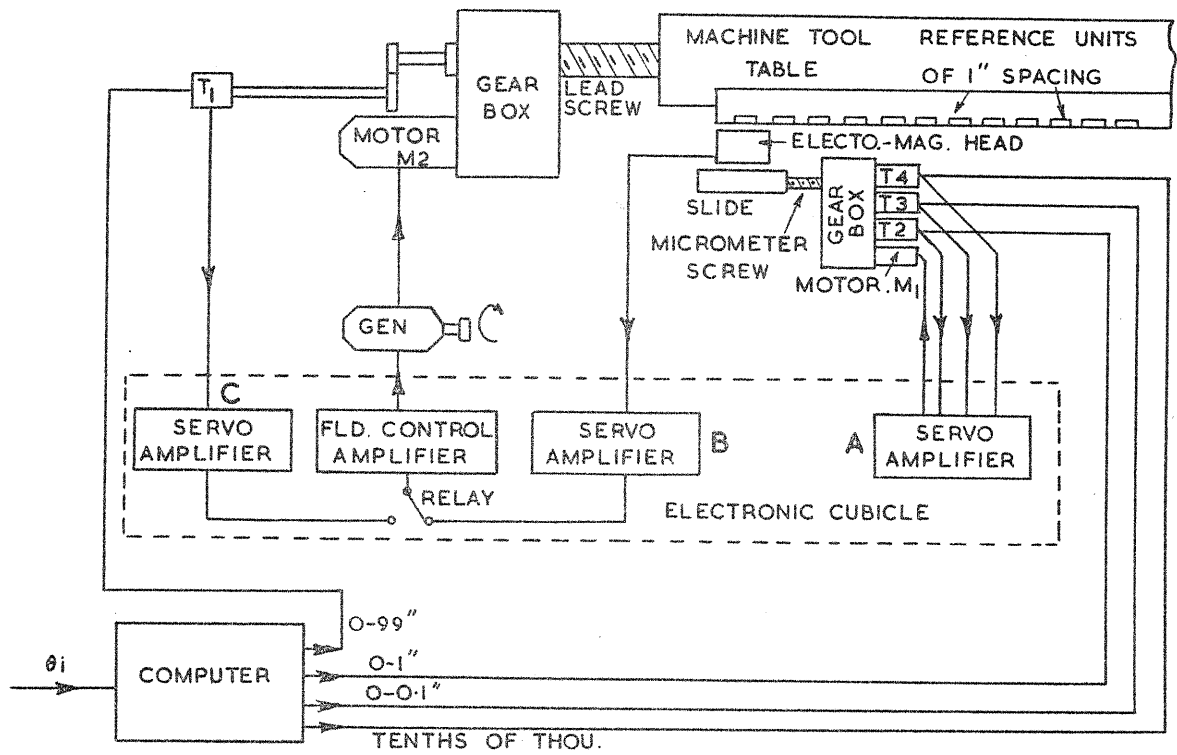 MACHINE TOOL
TABLE
REFERENCE UNITS
OF 1" SPACING
T1
GEAR
BOX
LEAD
SCREW
MOTOR
M2
ELECTO.-MAG. HEAD
SLIDE
MICROMETER
SCREW
GEAR
BOX
T4
T3
T2
MOTOR. M1
GEN
C
SERVO
AMPLIFIER
FLD. CONTROL
AMPLIFIER
SERVO
AMPLIFIER
B
A
SERVO
AMPLIFIER
RELAY
ELECTRONIC CUBICLE
θi
COMPUTER
0-99"
0-1"
0-0·1"
TENTHS OF THOU.